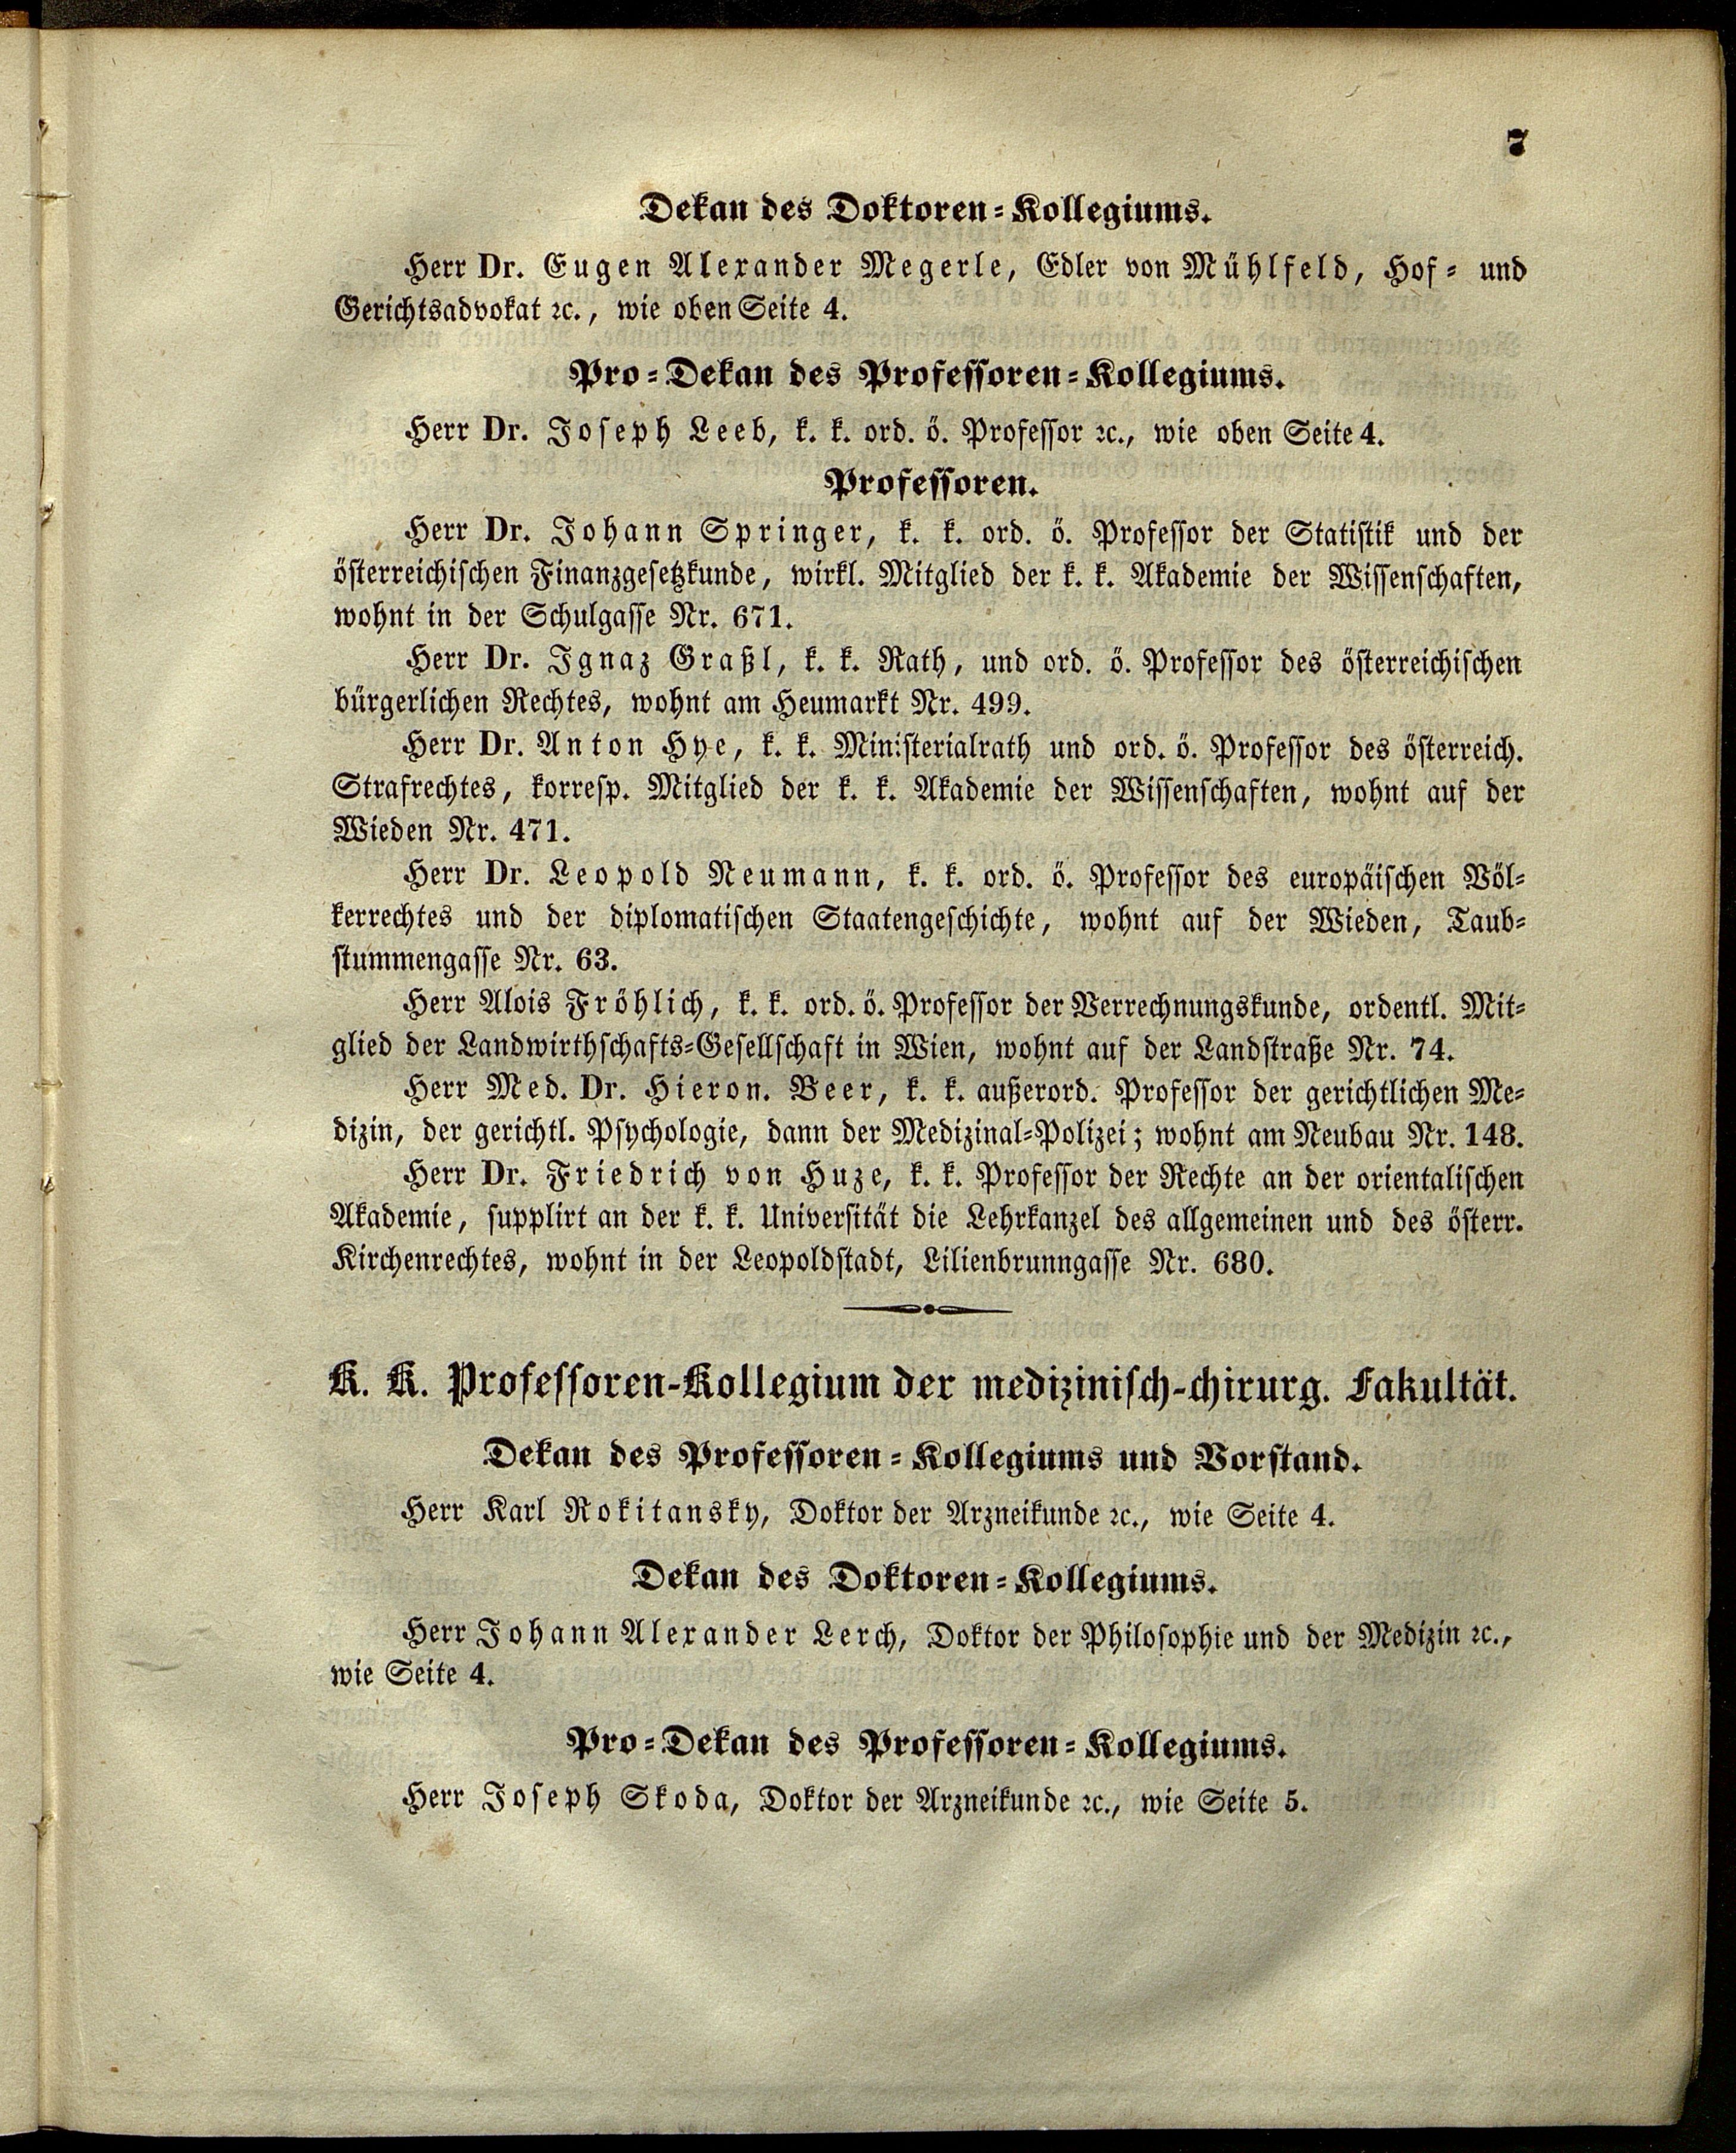 7
Dekan des Doktoren-Kollegiums.
Herr Dr. Eugen Alexander Megerle, Edler von Mühlfeld, Hof- und
Gerichtsadvokat ꝛc., wie oben Seite 4.
Pro-Dekan des Professoren-Kollegiums.
Herr Dr. Joseph Leeb, k. k. ord. ö. Professor ꝛc., wie oben Seite 4.
Professoren.
Herr Dr. Johann Springer, k. k. ord. ö. Professor der Statistik und der
österreichischen Finanzgesetzkunde, wirkl. Mitglied der k. k. Akademie der Wissenschaften,
wohnt in der Schulgasse Nr. 671.
Herr Dr. Ignaz Graßl, k. k. Rath, und ord. ö. Professor des österreichischen
bürgerlichen Rechtes, wohnt am Heumarkt Nr. 499.
Herr Dr. Anton Hye, k. k. Ministerialrath und ord. ö. Professor des österreich.
Strafrechtes, korresp. Mitglied der k. k. Akademie der Wissenschaften, wohnt auf der
Wieden Nr. 471.
Herr Dr. Leopold Neumann, k. k. ord. ö. Professor des europäischen Völ-
kerrechtes und der diplomatischen Staatengeschichte, wohnt auf der Wieden, Taub-
stummengasse Nr. 63.
Herr Alois Fröhlich, k. k. ord. ö. Professor der Verrechnungskunde, ordentl. Mit-
glied der Landwirthschafts-Gesellschaft in Wien, wohnt auf der Landstraße Nr. 74.
Herr Med. Dr. Hieron. Beer, k. k. außerord. Professor der gerichtlichen Me-
dizin, der gerichtl. Psychologie, dann der Medizinal-Polizei; wohnt am Neubau Nr. 148.
Herr Dr. Friedrich von Huze, k. k. Professor der Rechte an der orientalischen
Akademie, supplirt an der k. k. Universität die Lehrkanzel des allgemeinen und des österr.
Kirchenrechtes, wohnt in der Leopoldstadt, Lilienbrunngasse Nr. 680.
K. K. Professoren-Kollegium der medizinisch-chirurg. Fakultät.
Dekan des Professoren-Kollegiums und Vorstand.
Herr Karl Rokitansky, Doktor der Arzneikunde ꝛc., wie Seite 4.
Dekan des Doktoren-Kollegiums.
Herr Johann Alexander Lerch, Doktor der Philosophie und der Medizin ꝛc.,
wie Seite 4.
Pro-Dekan des Professoren-Kollegiums.
Herr Joseph Skoda, Doktor der Arzneikunde ꝛc., wie Seite 5.